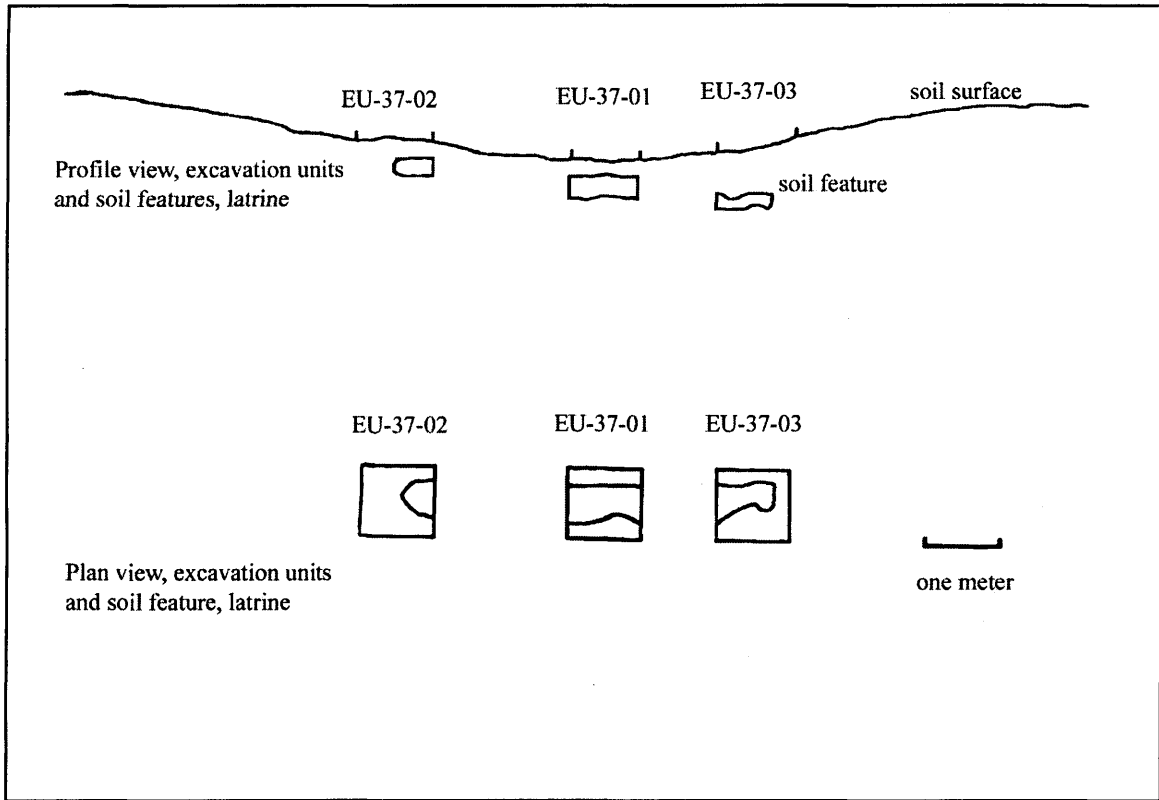 EU-37-02
EU-37-01
EU-37-03
soil surface
Profile view, excavation units
and soil features, latrine
soil feature
EU-37-02
EU-37-01
EU-37-03
Plan view, excavation units
and soil feature, latrine
one meter